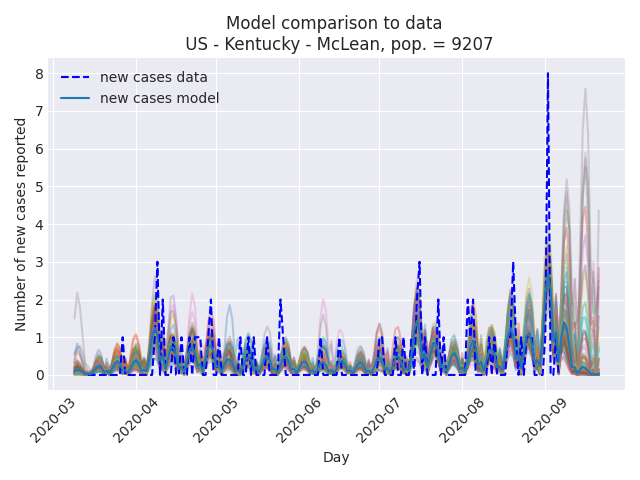 Model comparison to data
US - Kentucky - McLean, pop. = 9207
new cases data
new cases model
Number of new cases reported
8
7
6
5
4
3
2
1
0
2020-03
2020-04
2020-05
2020-06
2020-07
2020-08
2020-09
Day